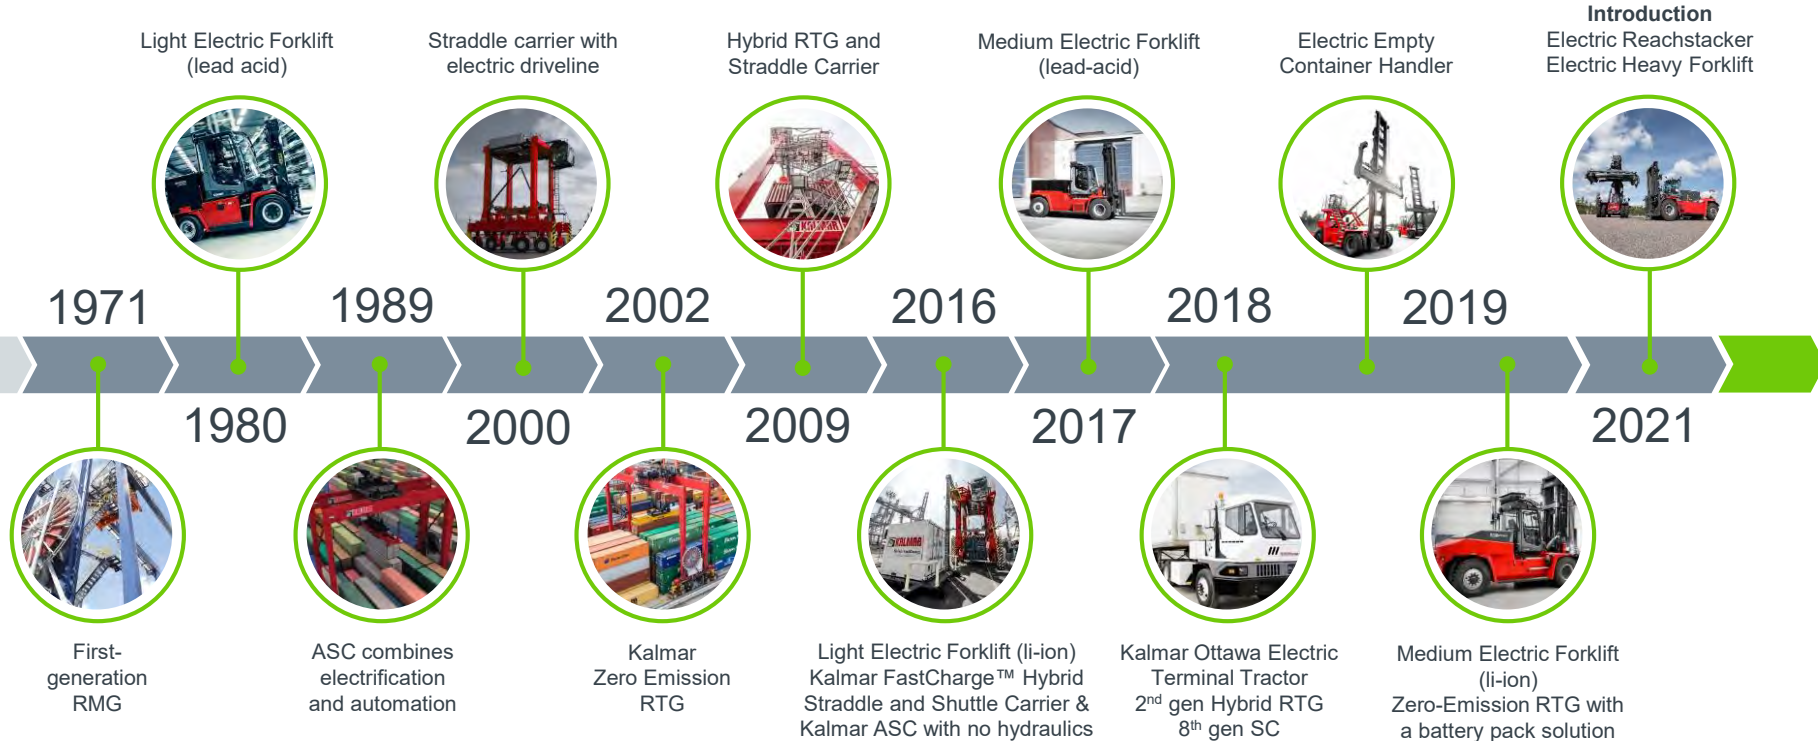 Introduction
Light Electric Forklift
(lead acid)
Straddle carrier with
electric driveline
Hybrid RTG and
Straddle Carrier
Medium Electric Forklift
(lead-acid)
Electric Empty
Container Handler
Electric Reachstacker
Electric Heavy Forklift
KALMAR
1971
1989
2002
2016
2018
2019
1980
2000
2009
2017
2021
KALMAR
First-
generation
RMG
ASC combines
electrification
and automation
Kalmar
Zero Emission
RTG
Light Electric Forklift (li-ion)
Kalmar FastCharge™ Hybrid
Straddle and Shuttle Carrier &
Kalmar ASC with no hydraulics
Kalmar Ottawa Electric
Terminal Tractor
2nd gen Hybrid RTG
8th gen SC
Medium Electric Forklift
(li-ion)
Zero-Emission RTG with
a battery pack solution